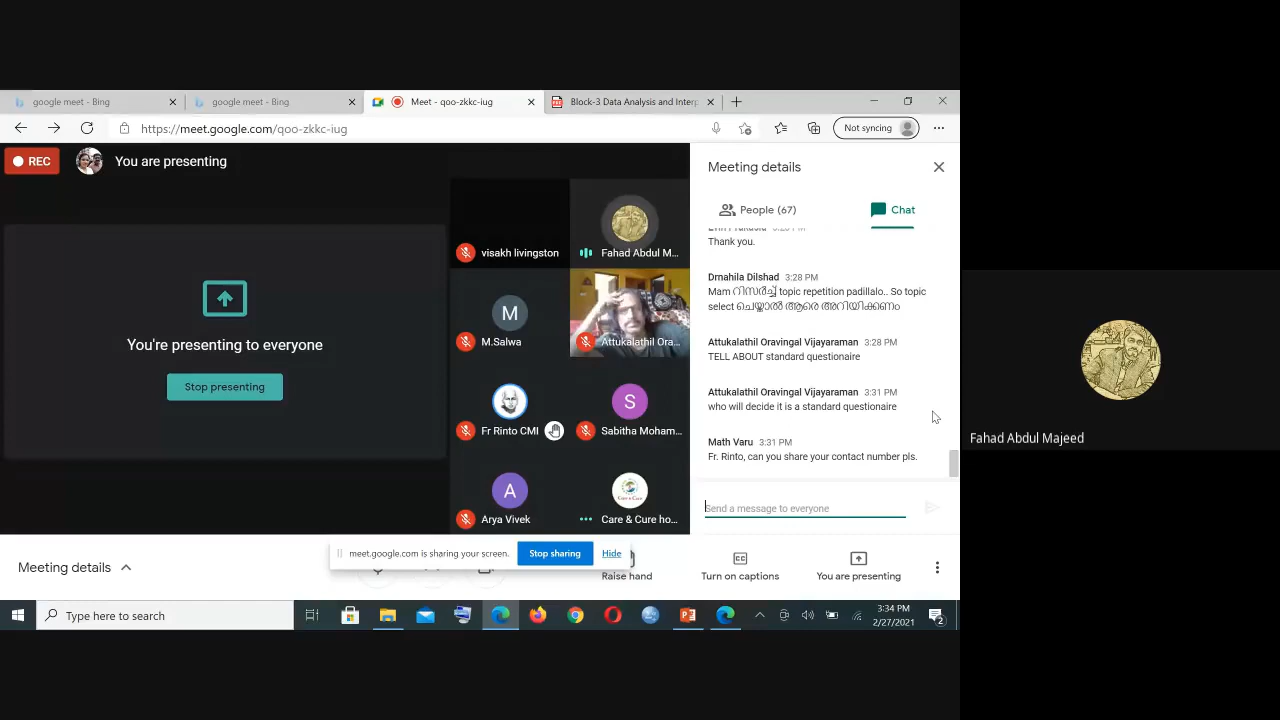 google meet - Bing
google meet - Bing
Meet - qoo-zkkc-iug
Block-3 Data Analysis and Interp
https://meet.google.com/qoo-zkkc-iug
Not syncing
REC
You are presenting
You're presenting to everyone
Stop presenting
visakh livingston
Fahad Abdul M...
M
M.Salwa
Attukalathil Ora...
Fr Rinto CMI
S
Sabitha Moham...
A
Arya Vivek
Care & Cure ho...
Meeting details
People (67)
Chat
Thank you.
Drnahila Dilshad 3:28 PM
Mam റിസർച്ച് topic repetition padillalo.. So topic
select ചെയ്താൽ ആരെ അറിയിക്കണം
Attukalathil Oravingal Vijayaraman 3:28 PM
TELL ABOUT standard questionaire
Attukalathil Oravingal Vijayaraman 3:31 PM
who will decide it is a standard questionaire
Math Varu 3:31 PM
Fr. Rinto, can you share your contact number pls.
Send a message to everyone
Fahad Abdul Majeed
meet.google.com is sharing your screen.
Stop sharing
Hide
Meeting details
Raise hand
Turn on captions
You are presenting
Type here to search
3:34 PM
2/27/2021
2